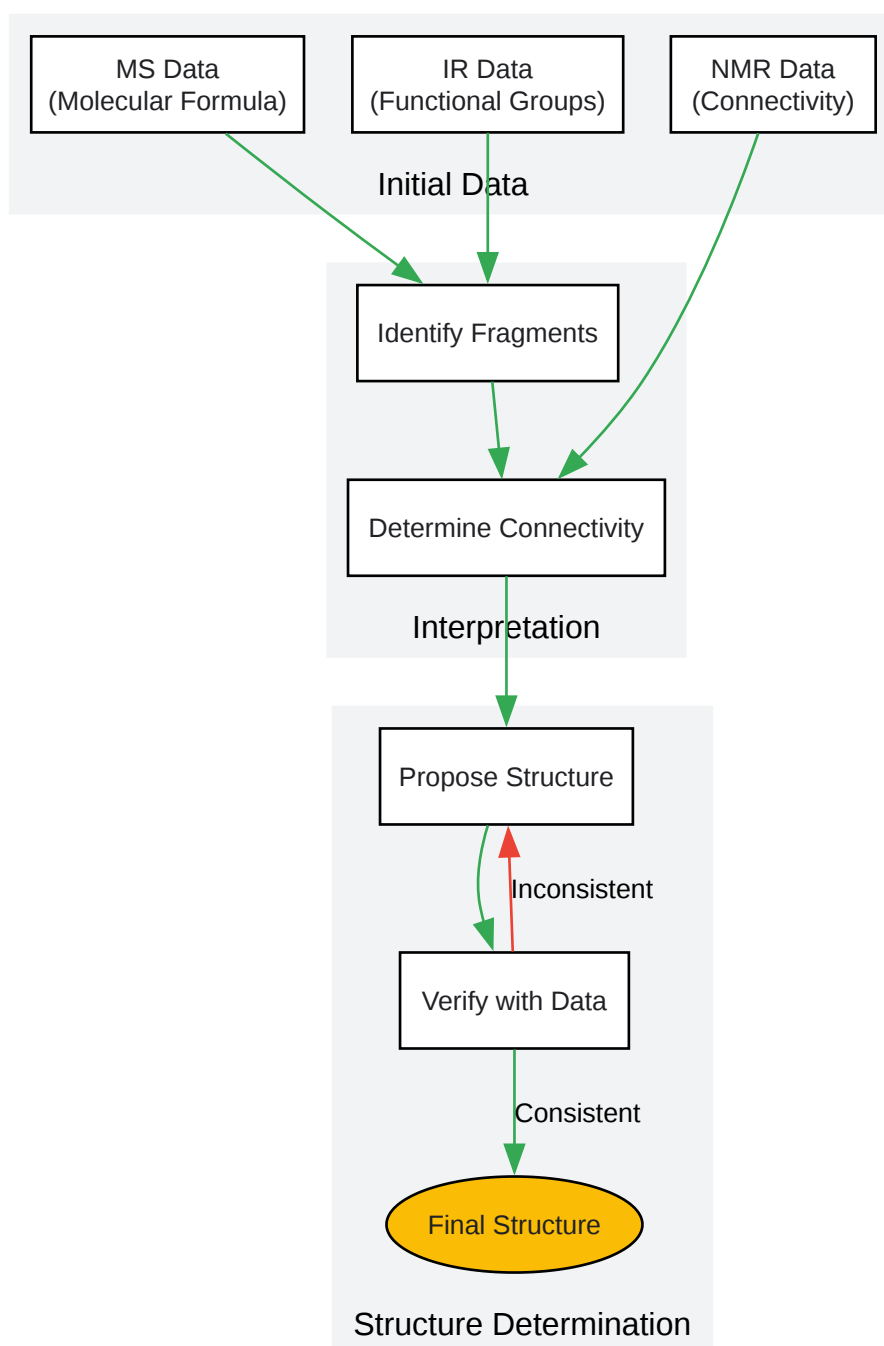 MS Data
(Molecular Formula)
IR Data
(Functional Groups)
NMR Data
(Connectivity)
Initial Data
Identify Fragments
Determine Connectivity
Interpretation
Propose Structure
Inconsistent
Verify with Data
Consistent
Final Structure
Structure Determination